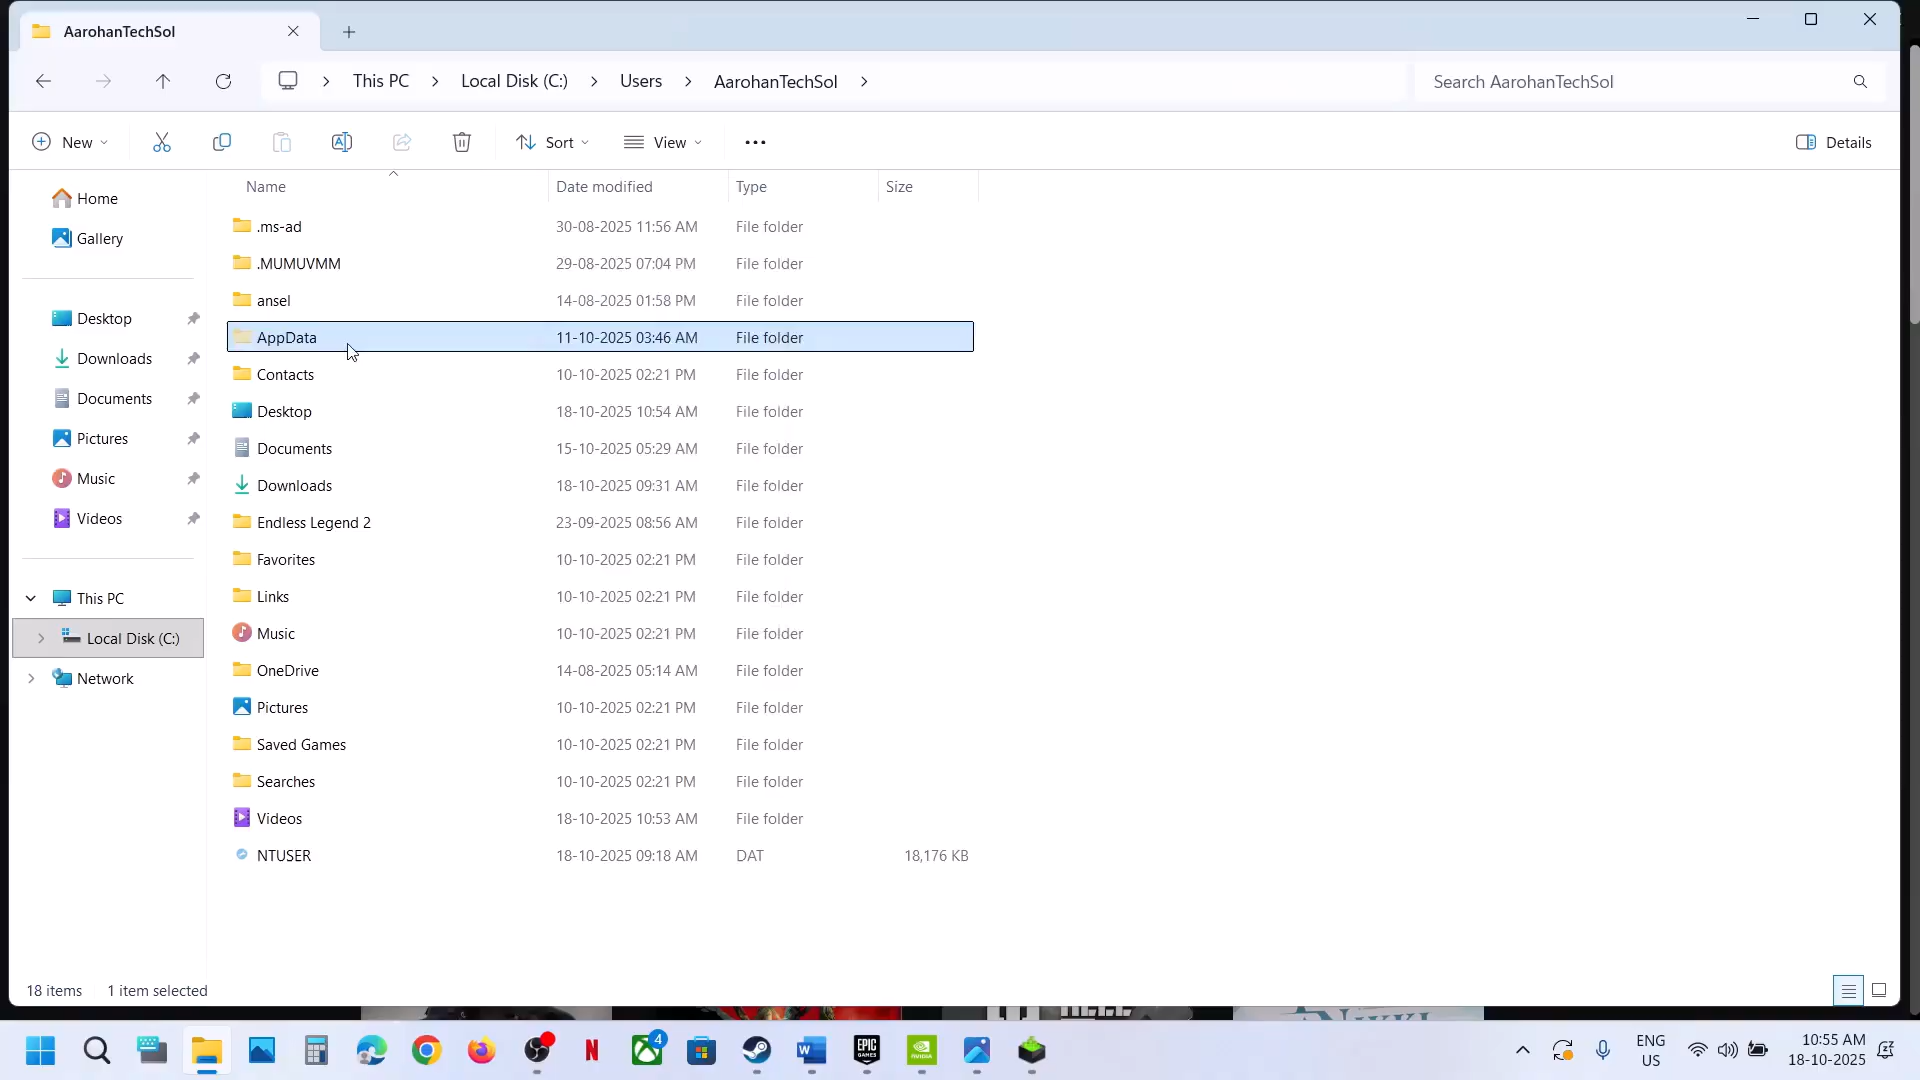 AarohanTechSol
This PC
Local Disk (C:)
Users
AarohanTechSol
Search AarohanTechSol
New
Sort
View
Details
Name
Date modified
Type
Size
Home
Gallery
Desktop
Downloads
Documents
Pictures
Music
Videos
This PC
Local Disk (C:)
Network
.ms-ad 30-08-2025 11:56 AM File folder
.MUMUVMM 29-08-2025 07:04 PM File folder
ansel 14-08-2025 01:58 PM File folder
AppData 11-10-2025 03:46 AM File folder
Contacts 10-10-2025 02:21 PM File folder
Desktop 18-10-2025 10:54 AM File folder
Documents 15-10-2025 05:29 AM File folder
Downloads 18-10-2025 09:31 AM File folder
Endless Legend 2 23-09-2025 08:56 AM File folder
Favorites 10-10-2025 02:21 PM File folder
Links 10-10-2025 02:21 PM File folder
Music 10-10-2025 02:21 PM File folder
OneDrive 14-08-2025 05:14 AM File folder
Pictures 10-10-2025 02:21 PM File folder
Saved Games 10-10-2025 02:21 PM File folder
Searches 10-10-2025 02:21 PM File folder
Videos 18-10-2025 10:53 AM File folder
NTUSER 18-10-2025 09:18 AM DAT 18,176 KB
18 items 1 item selected
4
EPIC
GAMES
NVIDIA
ENG
US
10:55 AM
18-10-2025